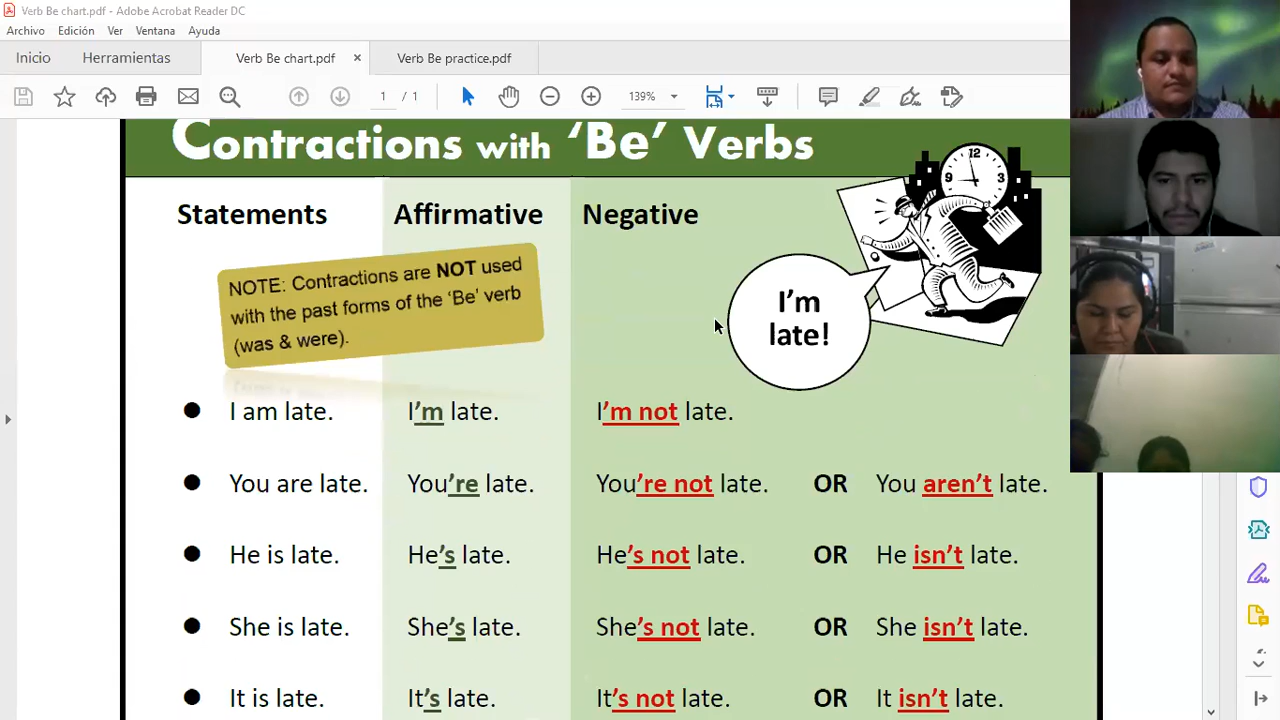 Verb Be chart.pdf - Adobe Acrobat Reader DC
Archivo Edición Ver Ventana Ayuda
Inicio Herramientas Verb Be chart.pdf × Verb Be practice.pdf
1 / 1 139%
Contractions with ‘Be’ Verbs
Statements Affirmative Negative
12
9 3
NOTE: Contractions are NOT used
with the past forms of the ‘Be’ verb
(was & were).
I’m
late!
I am late. I’m late. I’m not late.
You are late. You’re late. You’re not late. OR You aren’t late.
He is late. He’s late. He’s not late. OR He isn’t late.
She is late. She’s late. She’s not late. OR She isn’t late.
It is late. It’s late. It’s not late. OR It isn’t late.